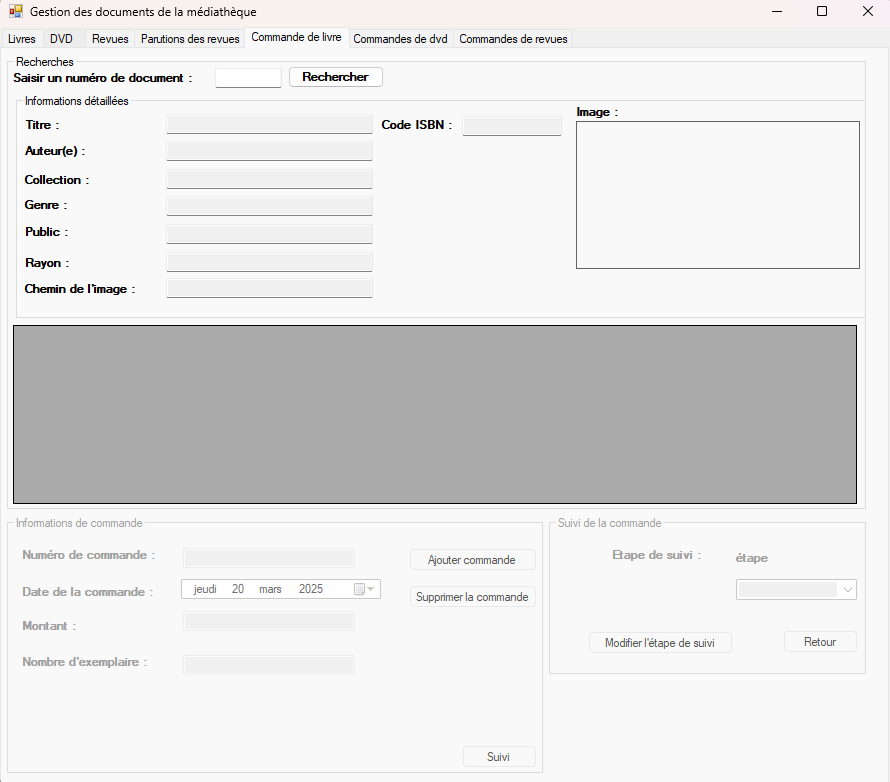 Gestion des documents de la médiathèque
Livres DVD Revues Parutions des revues Commande de livre Commandes de dvd Commandes de revues
Recherches
Saisir un numéro de document : Rechercher
Informations détaillées
Titre : Code ISBN : Image :
Auteur(e) :
Collection :
Genre :
Public :
Rayon :
Chemin de l'image :
Informations de commande
Numéro de commande : Ajouter commande
Date de la commande : jeudi 20 mars 2025 Supprimer la commande
Montant :
Nombre d'exemplaire :
Suivi
Suivi de la commande
Etape de suivi : étape
Modifier l'étape de suivi Retour